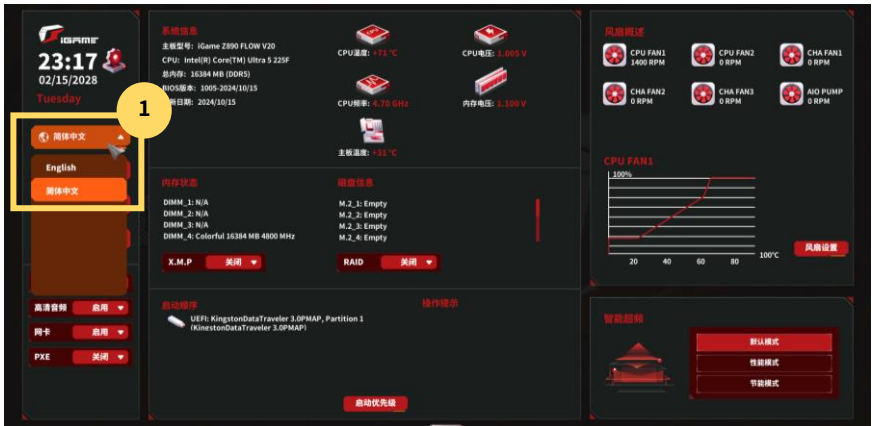 iGAME
23:17
02/15/2028
Tuesday
1
简体中文
English
简体中文
高清音频 启用
网卡 启用
PXE 关闭
系统信息
主板型号: iGame Z890 FLOW V20
CPU: Intel(R) Core(TM) Ultra 5 225F
总内存: 16384 MB (DDR5)
BIOS版本: 1005-2024/10/15
新日期: 2024/10/15
CPU温度: +71 °C
CPU电压: 1.005 V
CPU频率: 4.70 GHz
内存电压: 1.100 V
主板温度: +31 °C
内存状态
DIMM_1: N/A
DIMM_2: N/A
DIMM_3: N/A
DIMM_4: Colorful 16384 MB 4800 MHz
X.M.P 关闭
磁盘信息
M.2_1: Empty
M.2_2: Empty
M.2_3: Empty
M.2_4: Empty
RAID 关闭
启动顺序
操作提示
UEFI: KingstonDataTraveler 3.0PMAP, Partition 1
(KinestonDataTraveler 3.0PMAP)
启动优先级
风扇概述
CPU FAN1
1400 RPM
CPU FAN2
0 RPM
CHA FAN1
0 RPM
CHA FAN2
0 RPM
CHA FAN3
0 RPM
AIO PUMP
0 RPM
CPU FAN1
100%
20 40 60 80 100°C
风扇设置
智能超频
默认模式
性能模式
节能模式